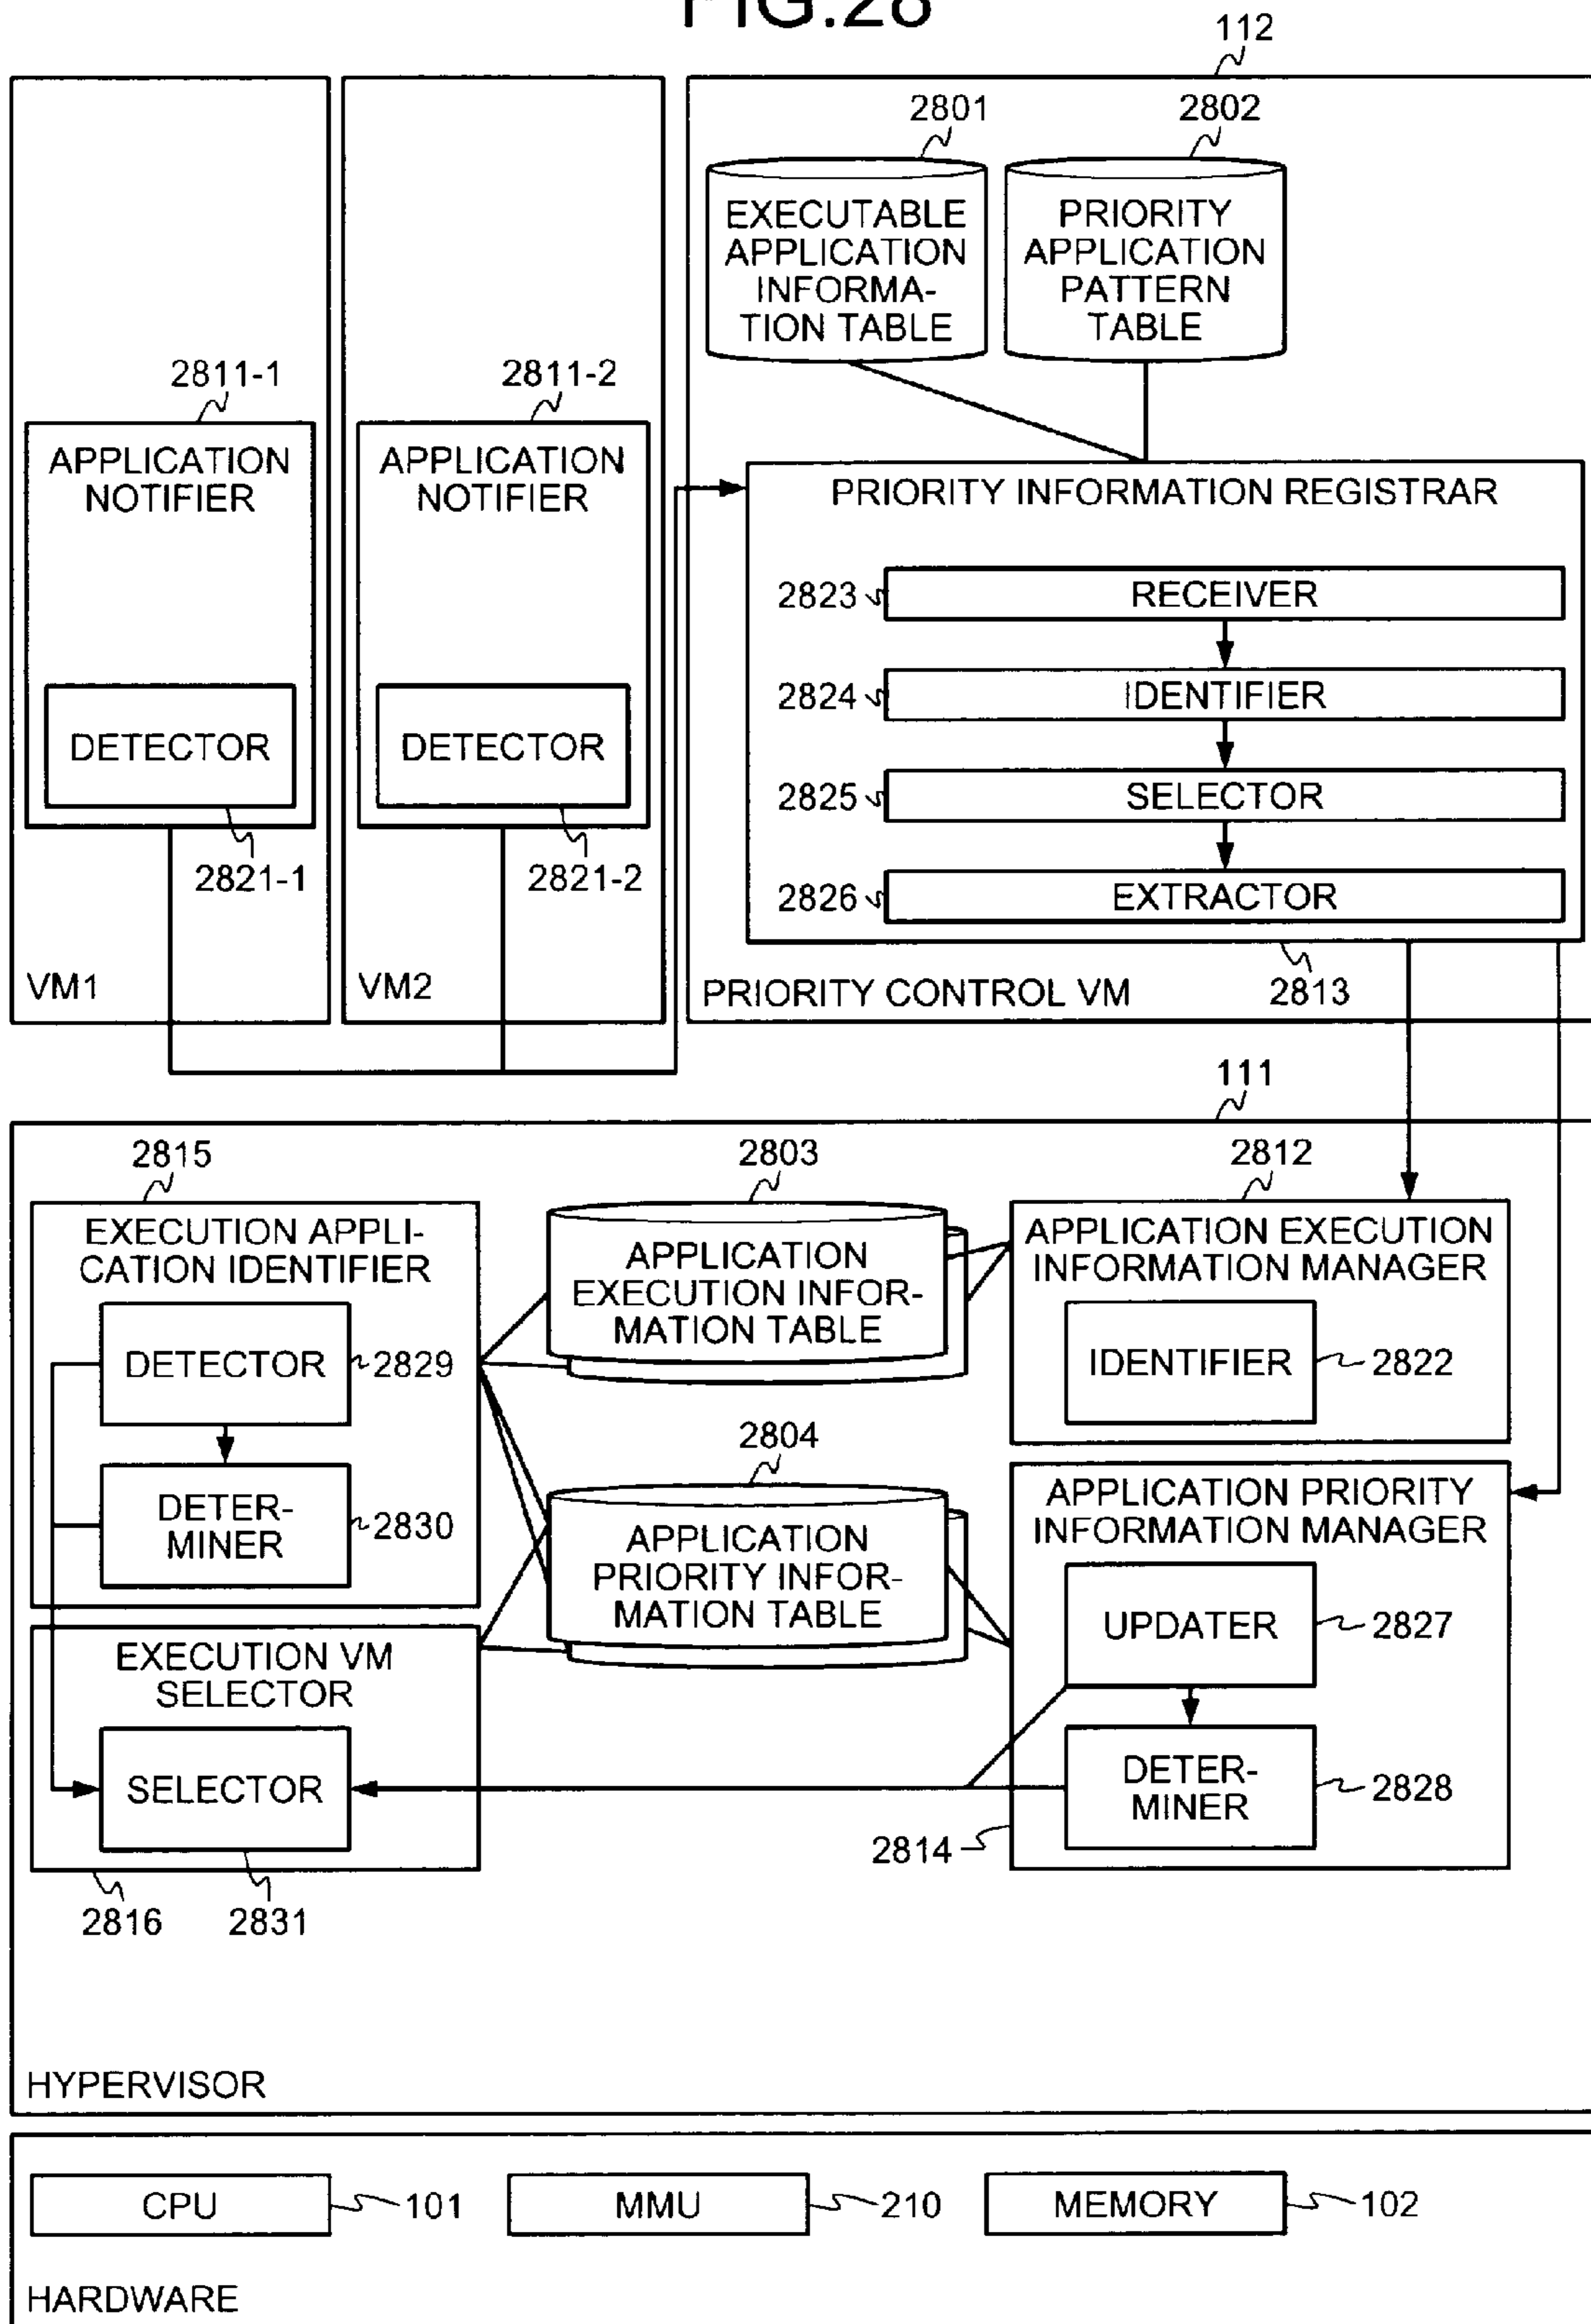 FIG.28
112
2801
2802
EXECUTABLE
APPLICATION
INFORMA-
TION TABLE
PRIORITY
APPLICATION
PATTERN
TABLE
2811-1
2811-2
APPLICATION
NOTIFIER
APPLICATION
NOTIFIER
PRIORITY INFORMATION REGISTRAR
2823
RECEIVER
2824
IDENTIFIER
DETECTOR
DETECTOR
2825
SELECTOR
2821-1
2821-2
2826
EXTRACTOR
VM1
VM2
PRIORITY CONTROL VM
2813
111
2815
2803
2812
EXECUTION APPLI-
CATION IDENTIFIER
APPLICATION
EXECUTION INFOR-
MATION TABLE
APPLICATION EXECUTION
INFORMATION MANAGER
DETECTOR
2829
IDENTIFIER
2822
2804
DETER-
MINER
2830
APPLICATION
PRIORITY INFOR-
MATION TABLE
APPLICATION PRIORITY
INFORMATION MANAGER
UPDATER
2827
EXECUTION VM
SELECTOR
SELECTOR
DETER-
MINER
2828
2814
2816
2831
HYPERVISOR
CPU
101
MMU
210
MEMORY
102
HARDWARE